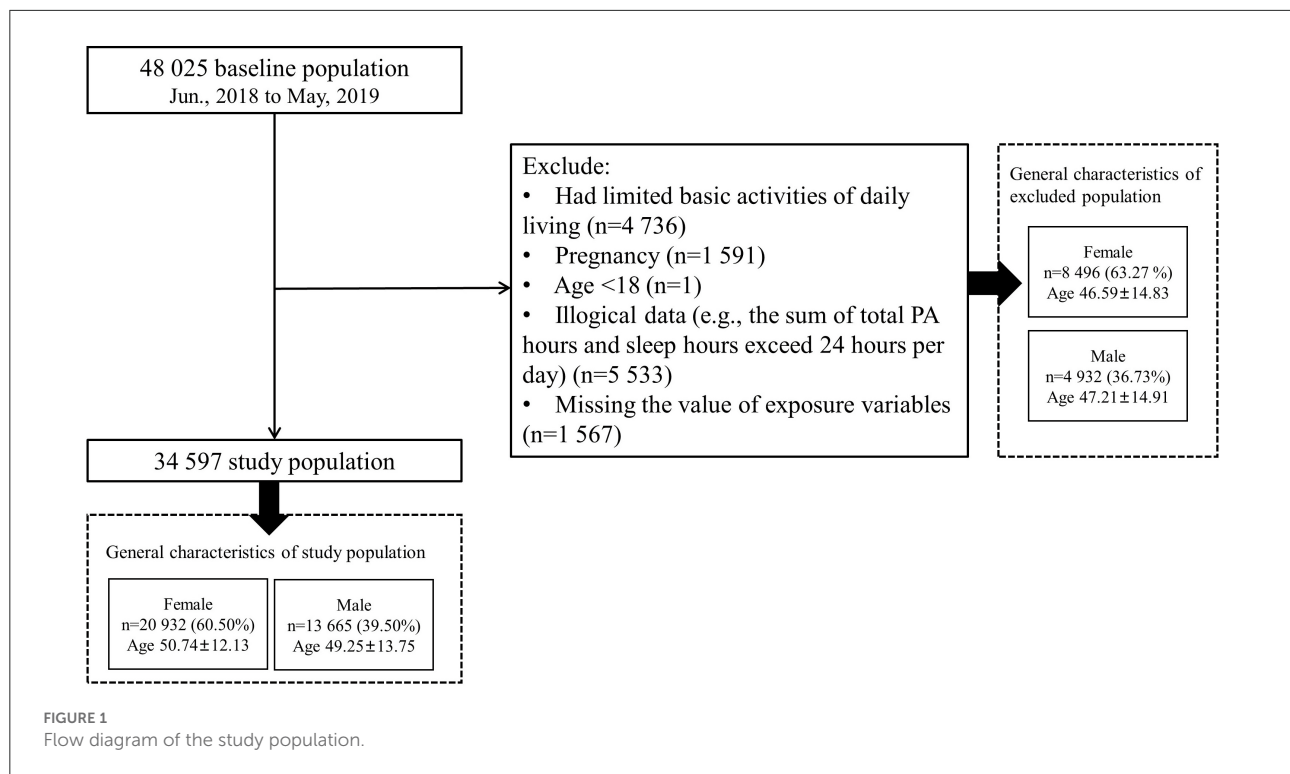 48 025 baseline population
Jun., 2018 to May, 2019
Exclude:
• Had limited basic activities of daily
living (n=4 736)
• Pregnancy (n=1 591)
• Age <18 (n=1)
• Illogical data (e.g., the sum of total PA
hours and sleep hours exceed 24 hours per
day) (n=5 533)
• Missing the value of exposure variables
(n=1 567)
General characteristics of
excluded population
Female
n=8 496 (63.27 %)
Age 46.59±14.83
Male
n=4 932 (36.73%)
Age 47.21±14.91
34 597 study population
General characteristics of study population
Female
n=20 932 (60.50%)
Age 50.74±12.13
Male
n=13 665 (39.50%)
Age 49.25±13.75
FIGURE 1
Flow diagram of the study population.